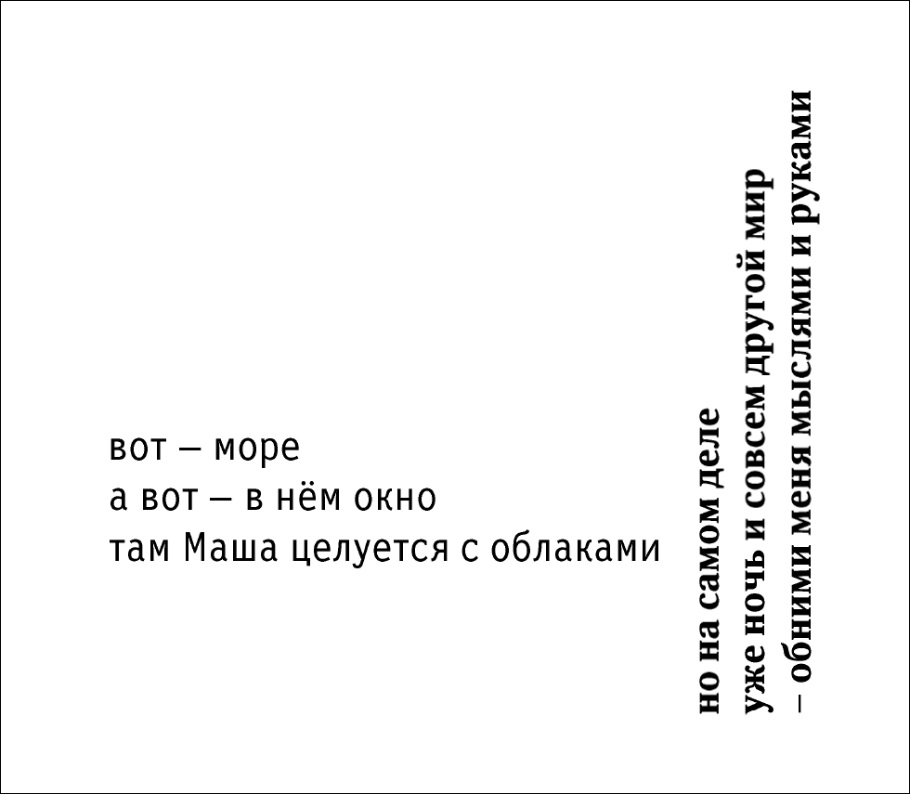 вот – море
а вот – в нём окно
там Маша целуется с облаками
но на самом деле
уже ночь и совсем другой мир
– обними меня мыслями и руками